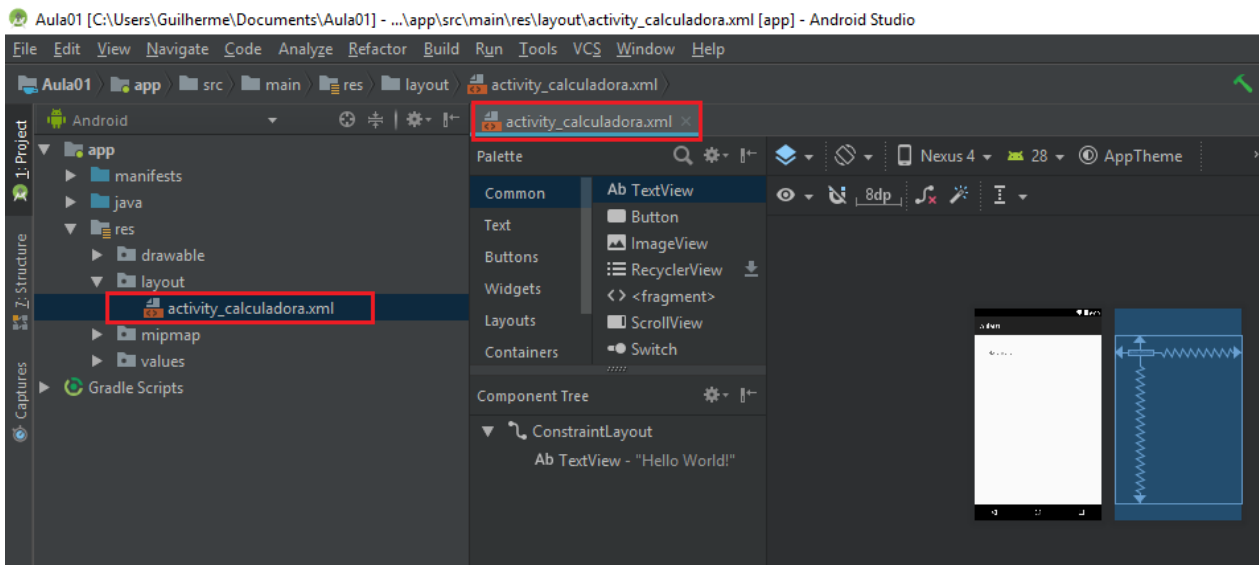 Aula01 [C:\Users\Guilherme\Documents\Aula01] - ...\app\src\main\res\layout\activity_calculadora.xml [app] - Android Studio
File Edit View Navigate Code Analyze Refactor Build Run Tools VCS Window Help
Aula01 app src main res layout activity_calculadora.xml
1: Project
Z: Structure
Captures
Android
app
manifests
java
res
drawable
layout
activity_calculadora.xml
mipmap
values
Gradle Scripts
activity_calculadora.xml
Palette
Common
Text
Buttons
Widgets
Layouts
Containers
Ab TextView
Button
ImageView
RecyclerView
<fragment>
ScrollView
Switch
Component Tree
ConstraintLayout
Ab TextView - "Hello World!"
Nexus 4 28 AppTheme
8dp